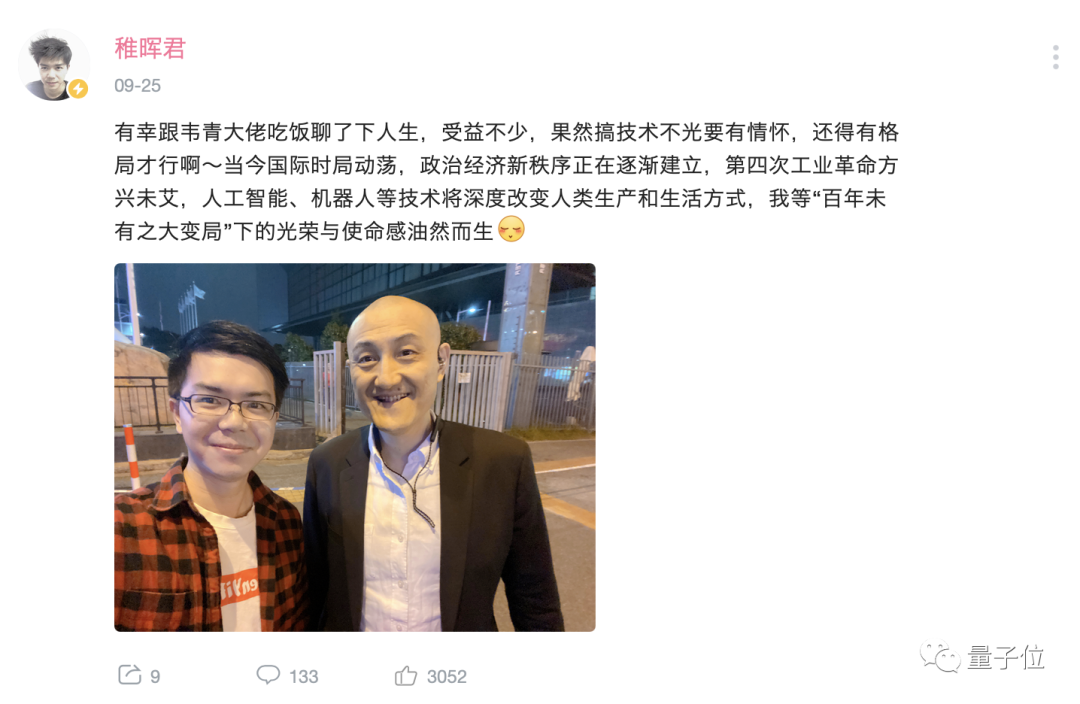 稚晖君
09-25
有幸跟韦青大佬吃饭聊了下人生，受益不少，果然搞技术不光要有情怀，还得有格
局才行啊～当今国际时局动荡，政治经济新秩序正在逐渐建立，第四次工业革命方
兴未艾，人工智能、机器人等技术将深度改变人类生产和生活方式，我等“百年未
有之大变局”下的光荣与使命感油然而生
9
133
3052
量子位